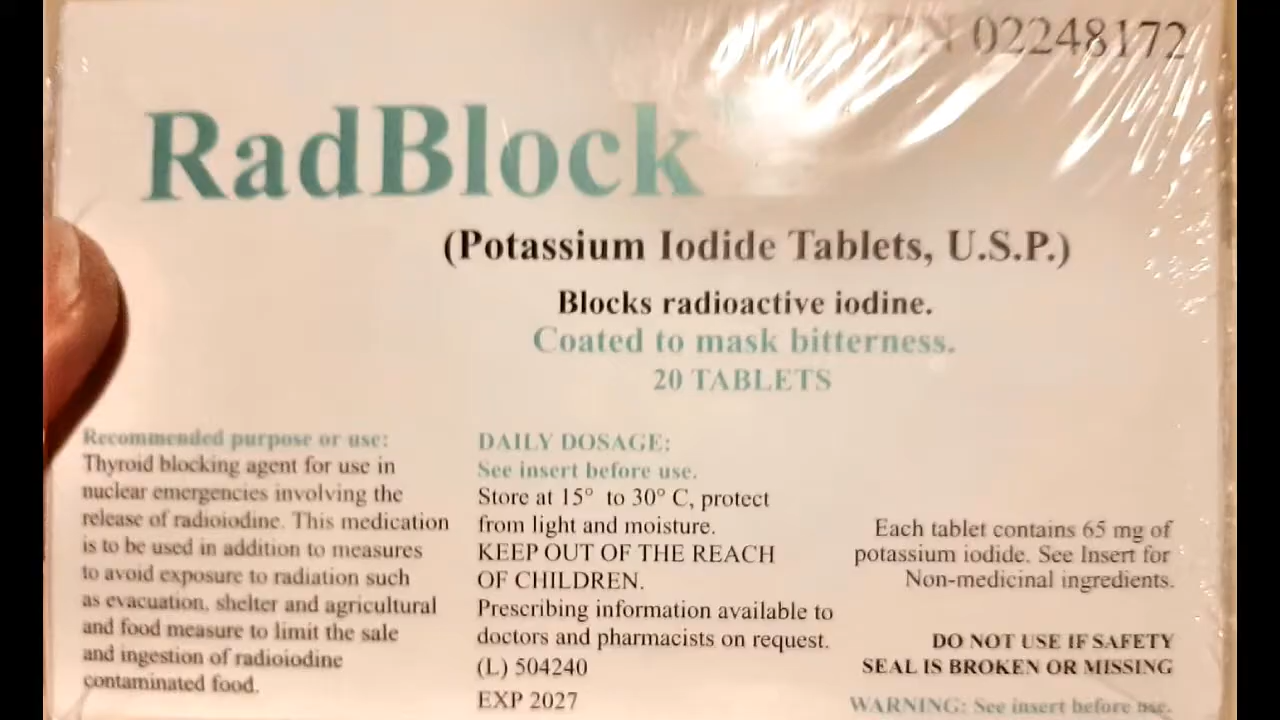 02248172
RadBlock
(Potassium Iodide Tablets, U.S.P.)
Blocks radioactive iodine.
Coated to mask bitterness.
20 TABLETS
Recommended purpose or use:
Thyroid blocking agent for use in
nuclear emergencies involving the
release of radioiodine. This medication
is to be used in addition to measures
to avoid exposure to radiation such
as evacuation, shelter and agricultural
and food measure to limit the sale
and ingestion of radioiodine
contaminated food.
DAILY DOSAGE:
See insert before use.
Store at 15° to 30° C, protect
from light and moisture.
KEEP OUT OF THE REACH
OF CHILDREN.
Prescribing information available to
doctors and pharmacists on request.
(L) 504240
EXP 2027
Each tablet contains 65 mg of
potassium iodide. See Insert for
Non-medicinal ingredients.
DO NOT USE IF SAFETY
SEAL IS BROKEN OR MISSING
WARNING: See insert before use.